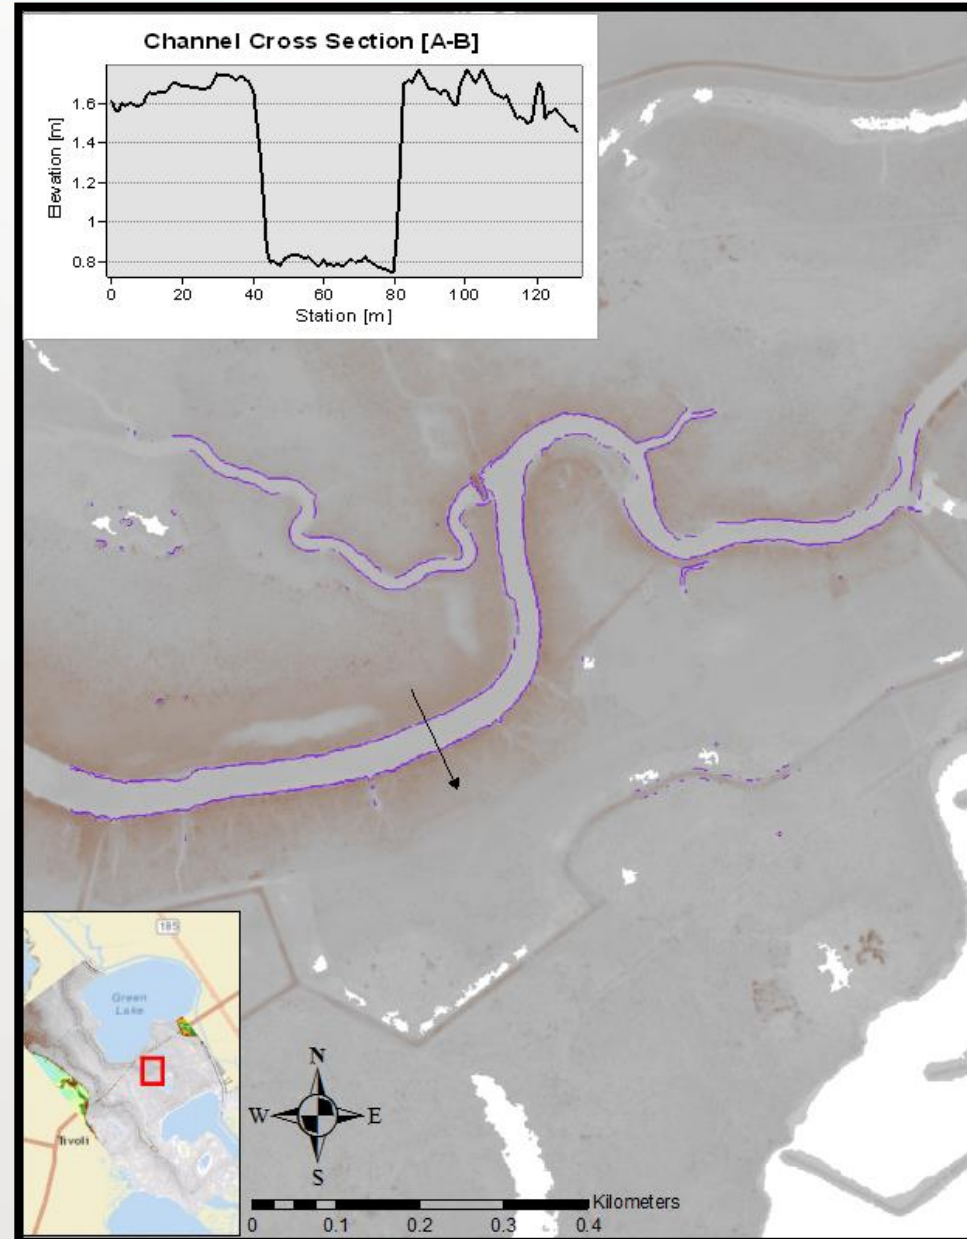 Channel Cross Section [A-B]
Elevation [m]
1.6
1.4
1.2
1
0.8
0 20 40 60 80 100 120
Station [m]
185
Green
Lake
Tivoli
N
W E
S
Kilometers
0 0.1 0.2 0.3 0.4